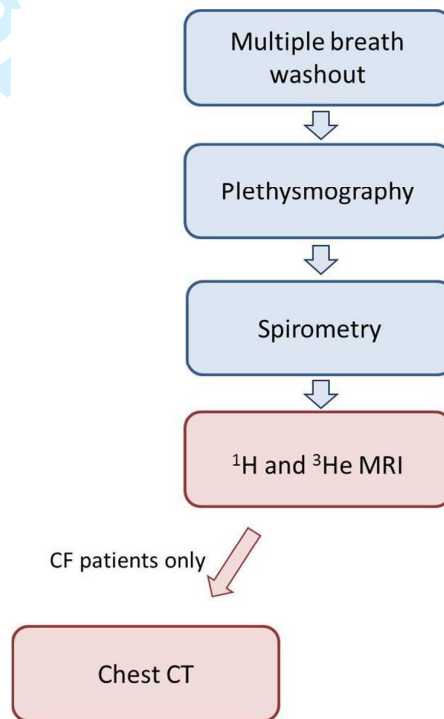 Multiple breath
washout
Plethysmography
Spirometry
¹H and ³He MRI
CF patients only
Chest CT